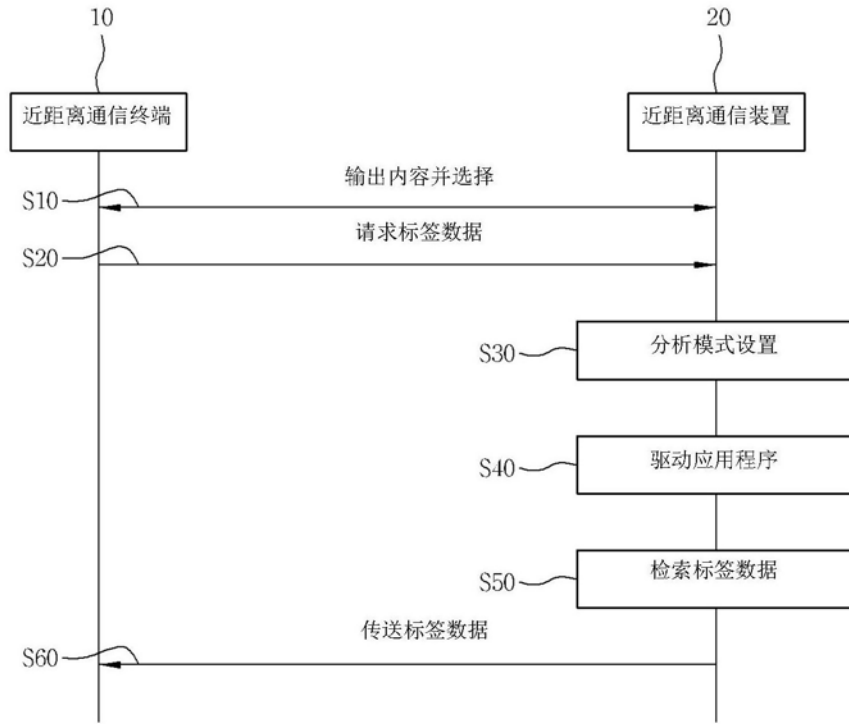 10
20
近距离通信终端
近距离通信装置
输出内容并选择
S10
请求标签数据
S20
分析模式设置
S30
驱动应用程序
S40
检索标签数据
S50
传送标签数据
S60